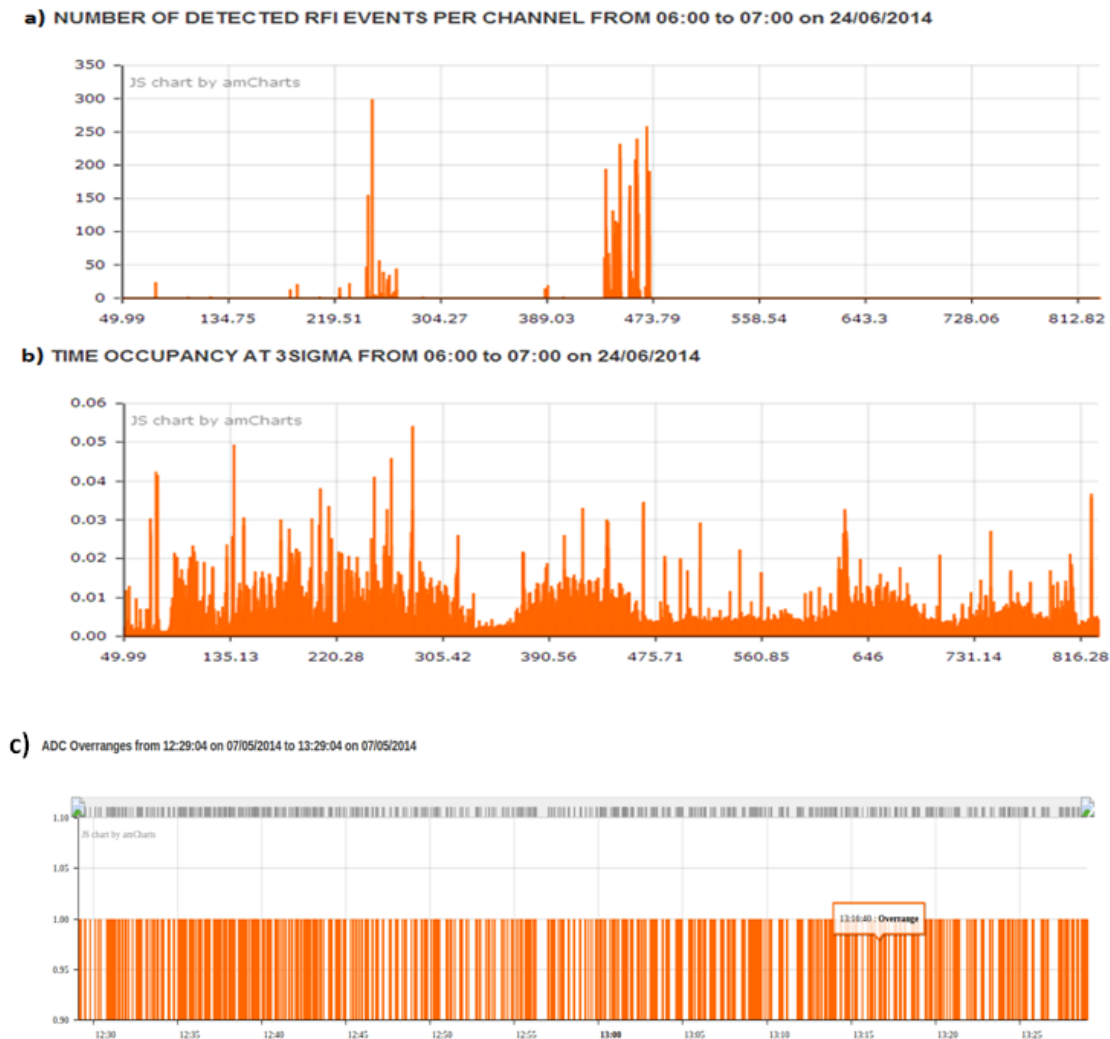 a) NUMBER OF DETECTED RFI EVENTS PER CHANNEL FROM 06:00 to 07:00 on 24/06/2014
350
JS chart by amCharts
300
250
200
150
100
50
0
49.99 134.75 219.51 304.27 389.03 473.79 558.54 643.3 728.06 812.82
b) TIME OCCUPANCY AT 3SIGMA FROM 06:00 to 07:00 on 24/06/2014
0.06
JS chart by amCharts
0.05
0.04
0.03
0.02
0.01
0.00
49.99 135.13 220.28 305.42 390.56 475.71 560.85 646 731.14 816.28
c) ADC Overranges from 12:29:04 on 07/05/2014 to 13:29:04 on 07/05/2014
1.10
JS chart by amCharts
1.05
1.00
13:16:40 : Overrange
0.95
0.90
12:30 12:35 12:40 12:45 12:50 12:55 13:00 13:05 13:10 13:15 13:20 13:25